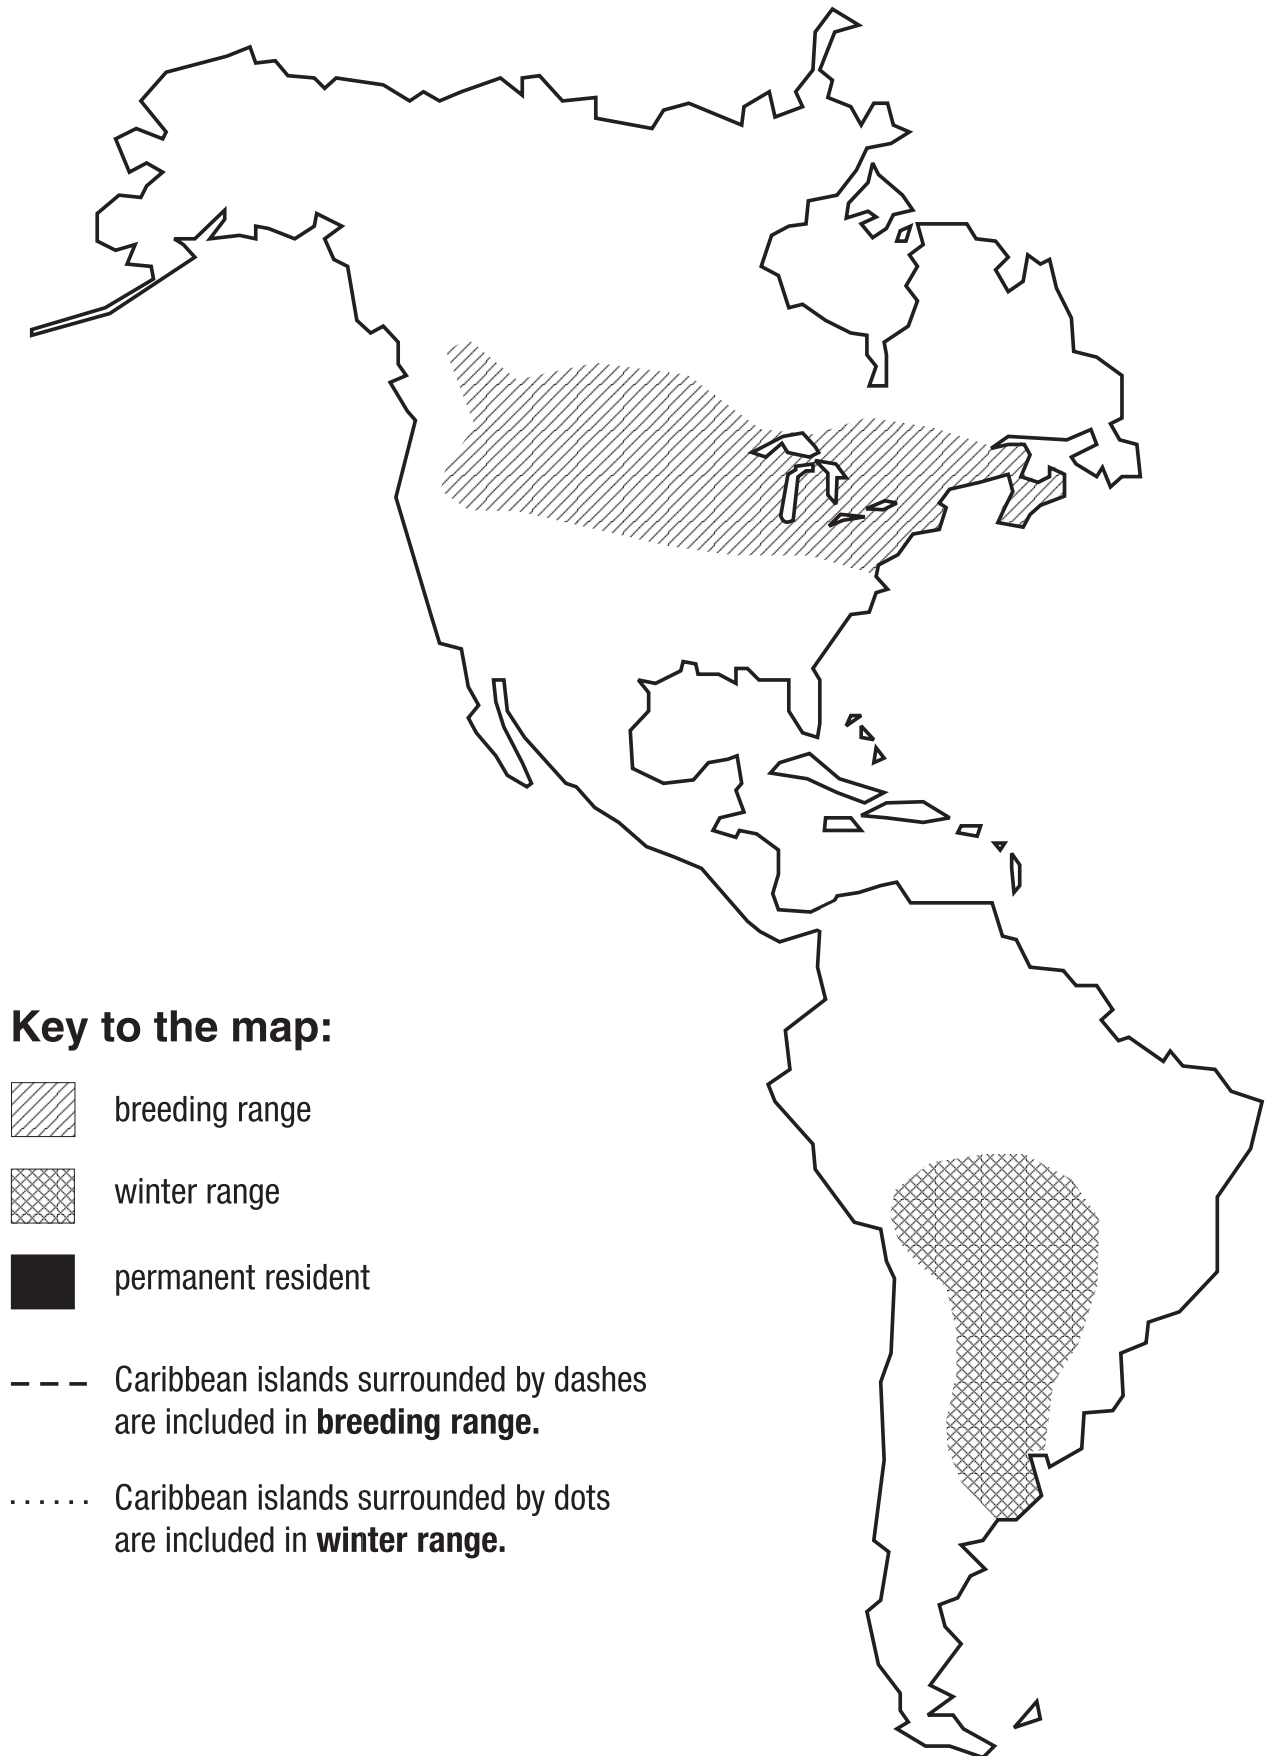 Key to the map:
breeding range
winter range
permanent resident
Caribbean islands surrounded by dashes
are included in breeding range.
Caribbean islands surrounded by dots
are included in winter range.